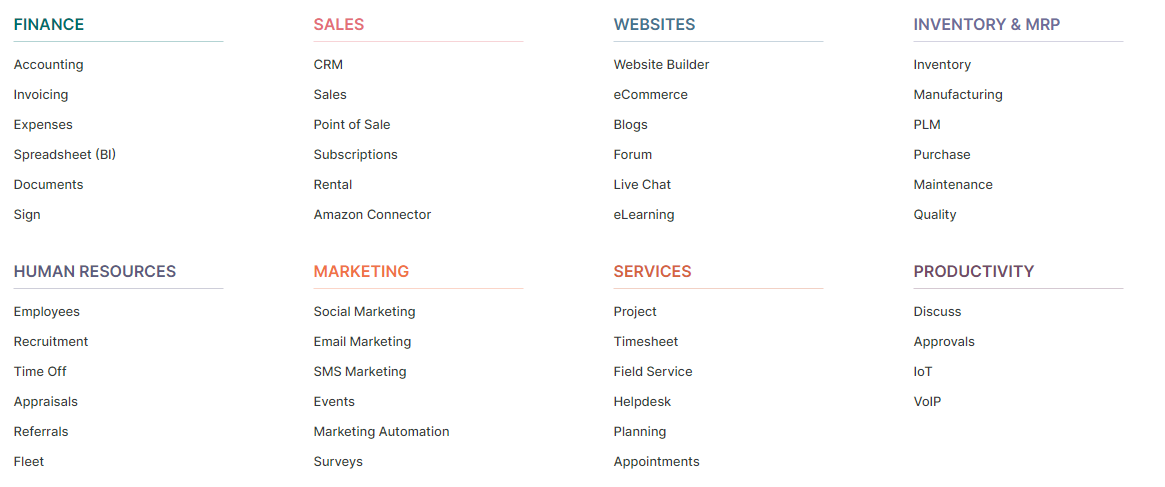 FINANCE
Accounting
Invoicing
Expenses
Spreadsheet (BI)
Documents
Sign
SALES
CRM
Sales
Point of Sale
Subscriptions
Rental
Amazon Connector
WEBSITES
Website Builder
eCommerce
Blogs
Forum
Live Chat
eLearning
INVENTORY & MRP
Inventory
Manufacturing
PLM
Purchase
Maintenance
Quality
HUMAN RESOURCES
Employees
Recruitment
Time Off
Appraisals
Referrals
Fleet
MARKETING
Social Marketing
Email Marketing
SMS Marketing
Events
Marketing Automation
Surveys
SERVICES
Project
Timesheet
Field Service
Helpdesk
Planning
Appointments
PRODUCTIVITY
Discuss
Approvals
IoT
VoIP